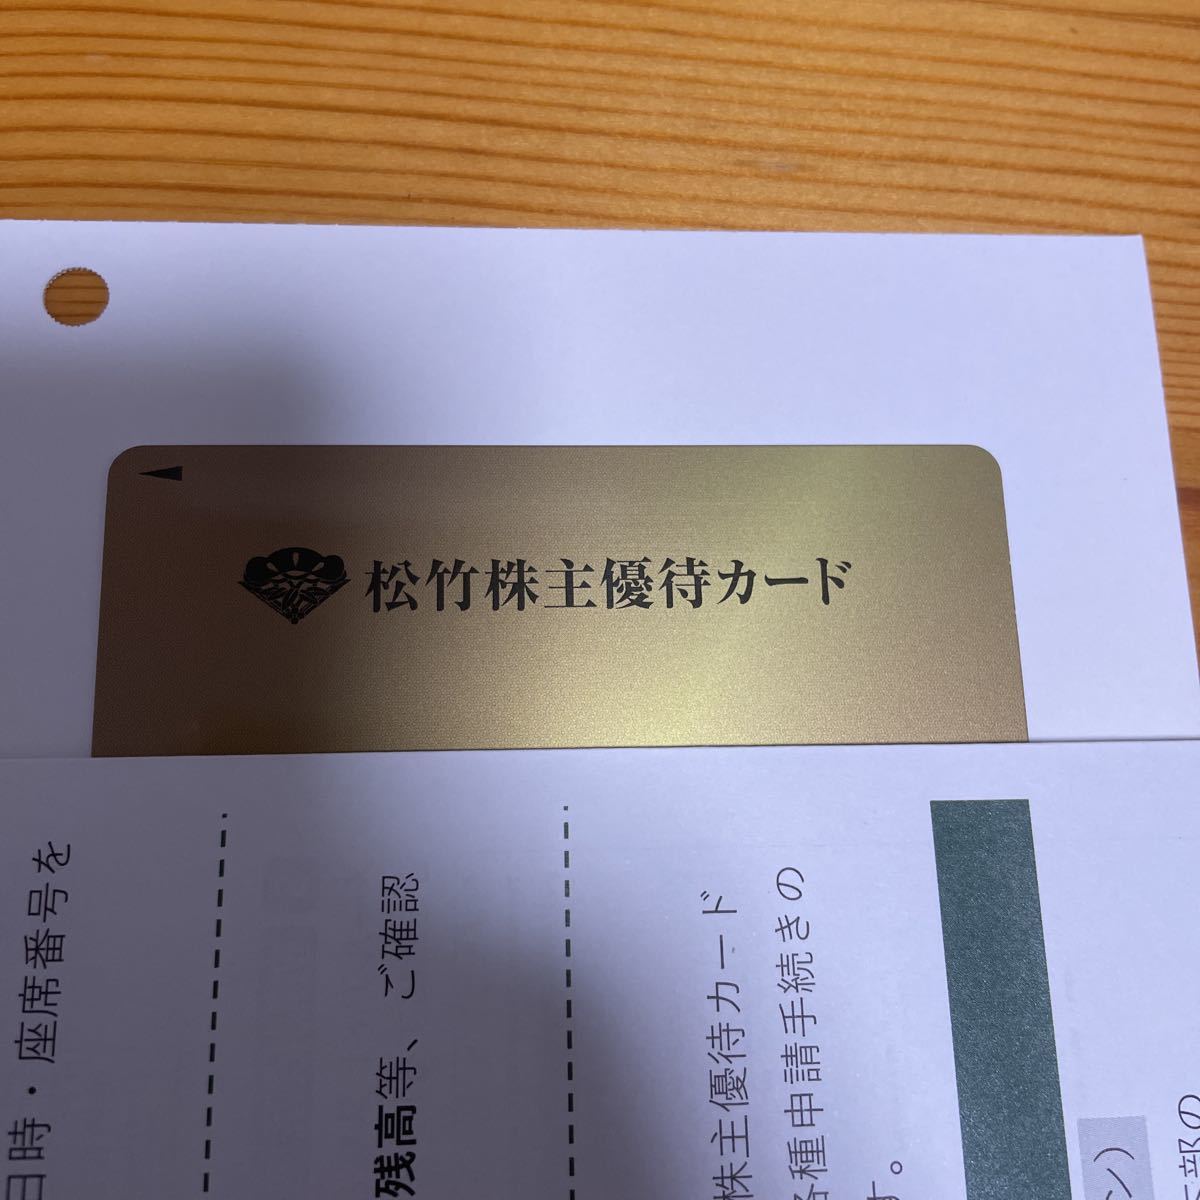 松竹株主優待カード
日時・座席番号を
残高等、ご確認
株主優待カード
各種申請手続きの
す。
ン）
部の